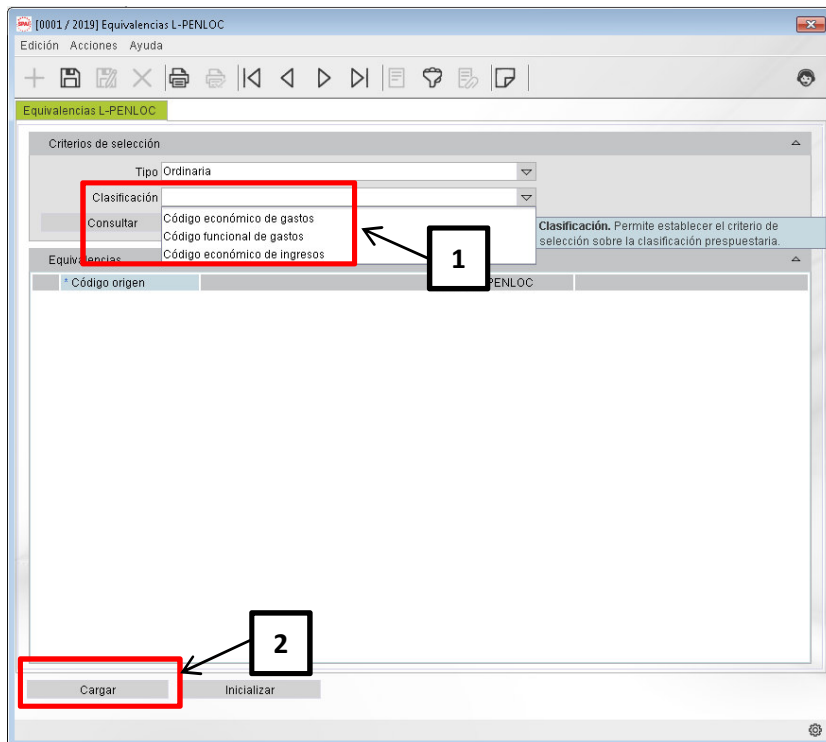 SPAI [0001 / 2019] Equivalencias L-PENLOC
Edición Acciones Ayuda
Equivalencias L-PENLOC
Criterios de selección
Tipo Ordinaria
Clasificación
Consultar
Código económico de gastos
Código funcional de gastos
Código económico de ingresos
Clasificación. Permite establecer el criterio de
selección sobre la clasificación prespuestaria.
1
Equivalencias
* Código origen PENLOC
2
Cargar Inicializar